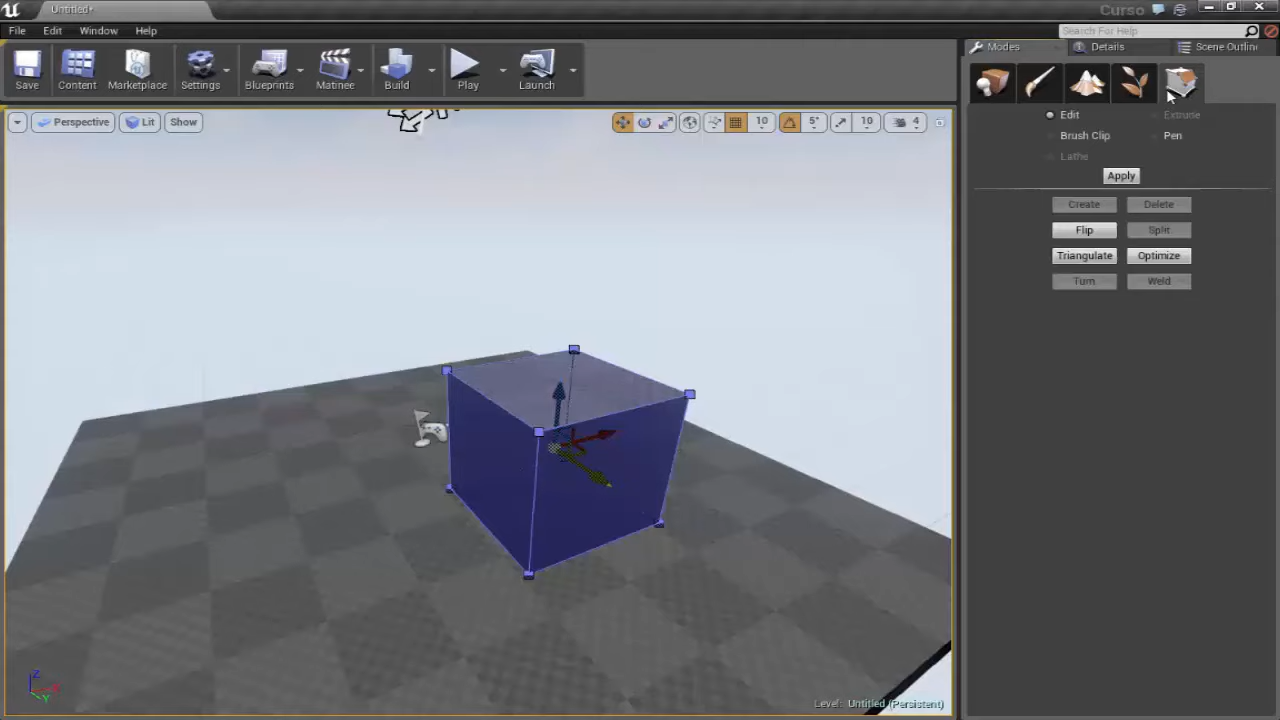 Untitled*
Curso
File Edit Window Help
Search For Help
Save Content Marketplace Settings Blueprints Matinee Build Play Launch
Modes Details Scene Outlin
Perspective Lit Show
10 5° 10 4
Edit Extrude
Brush Clip Pen
Lathe
Apply
Create Delete
Flip Split
Triangulate Optimize
Turn Weld
Z
X
Y
Level: Untitled (Persistent)